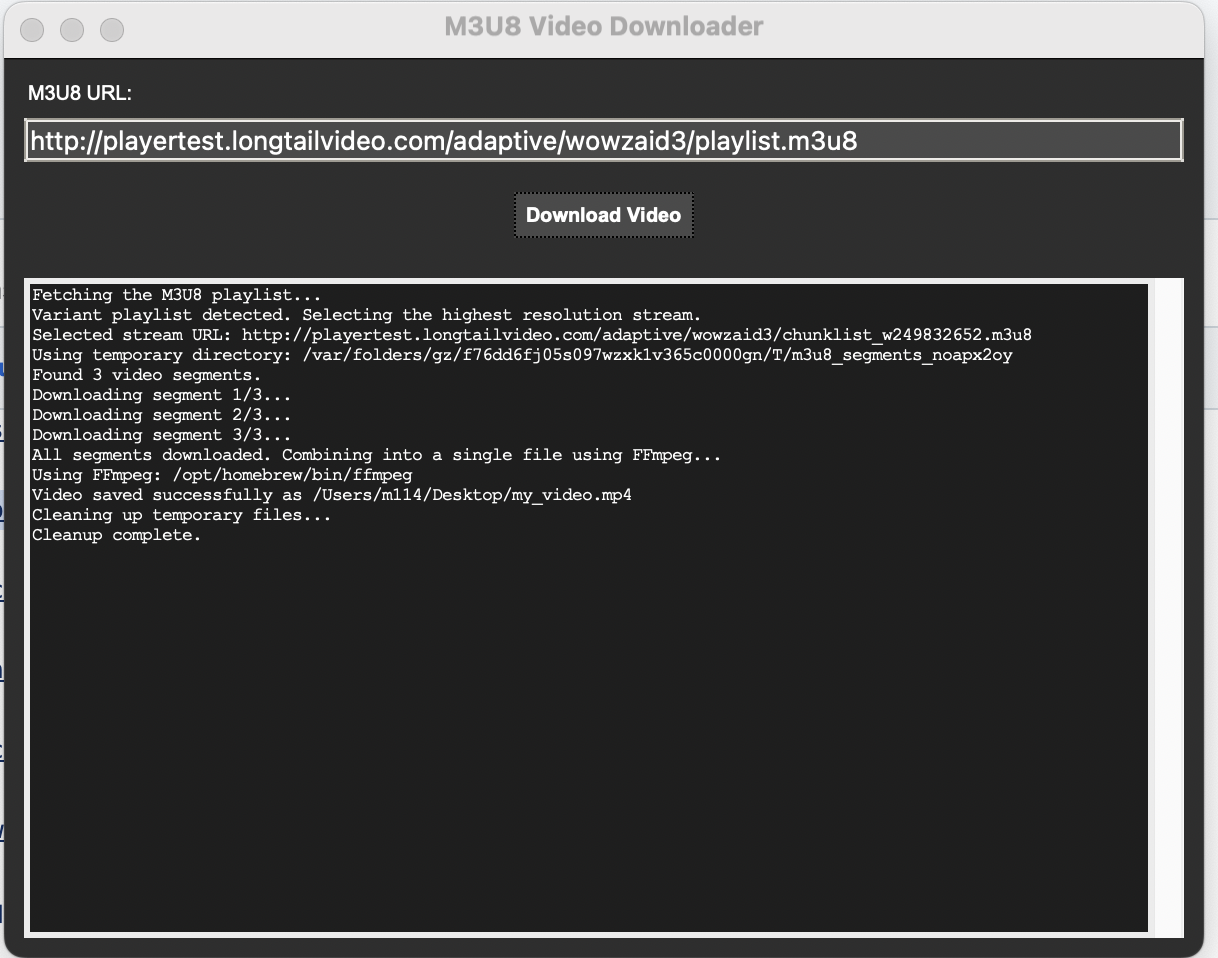 M3U8 Video Downloader
M3U8 URL:
http://playertest.longtailvideo.com/adaptive/wowzaid3/playlist.m3u8
Download Video
Fetching the M3U8 playlist...
Variant playlist detected. Selecting the highest resolution stream.
Selected stream URL: http://playertest.longtailvideo.com/adaptive/wowzaid3/chunklist_w249832652.m3u8
Using temporary directory: /var/folders/gz/f76dd6fj05s097wzxk1v365c0000gn/T/m3u8_segments_noapx2oy
Found 3 video segments.
Downloading segment 1/3...
Downloading segment 2/3...
Downloading segment 3/3...
All segments downloaded. Combining into a single file using FFmpeg...
Using FFmpeg: /opt/homebrew/bin/ffmpeg
Video saved successfully as /Users/m114/Desktop/my_video.mp4
Cleaning up temporary files...
Cleanup complete.